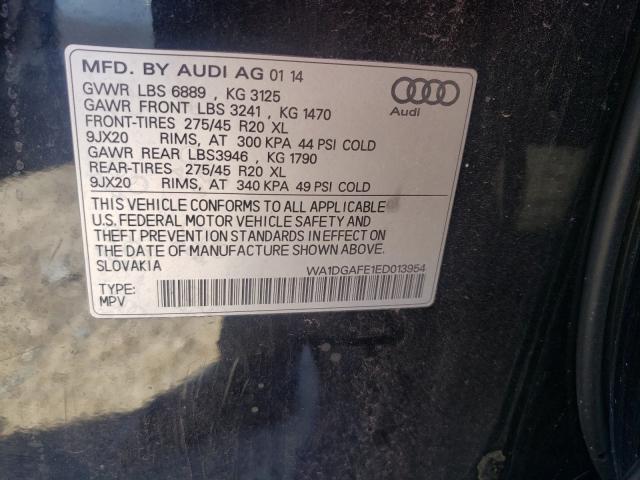 MFD. BY AUDI AG 01 14
GVWR LBS 6889 , KG 3125
GAWR FRONT LBS 3241 , KG 1470
FRONT-TIRES 275/45 R20 XL
9JX20 RIMS, AT 300 KPA 44 PSI COLD
GAWR REAR LBS3946 , KG 1790
REAR-TIRES 275/45 R20 XL
9JX20 RIMS, AT 340 KPA 49 PSI COLD
Audi
THIS VEHICLE CONFORMS TO ALL APPLICABLE
U.S. FEDERAL MOTOR VEHICLE SAFETY AND
THEFT PREVENTION STANDARDS IN EFFECT ON
THE DATE OF MANUFACTURE SHOWN ABOVE.
SLOVAKIA
WA1DGAFE1ED013954
TYPE:
MPV